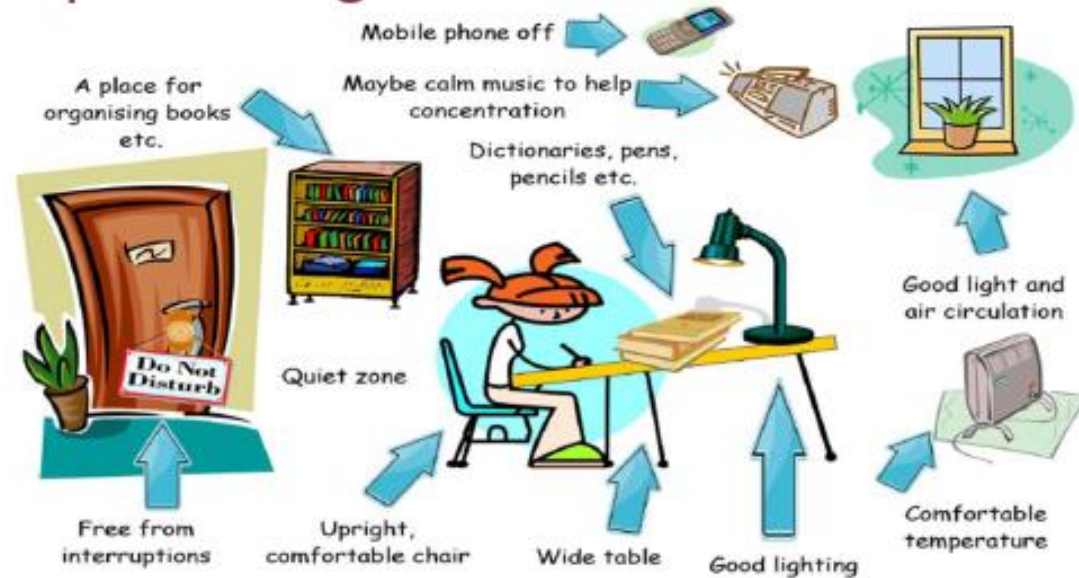 Mobile phone off
A place for
organising books
etc.
Maybe calm music to help
concentration
Dictionaries, pens,
pencils etc.
Good light and
air circulation
Do Not
Disturb
Quiet zone
Free from
interruptions
Upright,
comfortable chair
Wide table
Good lighting
Comfortable
temperature